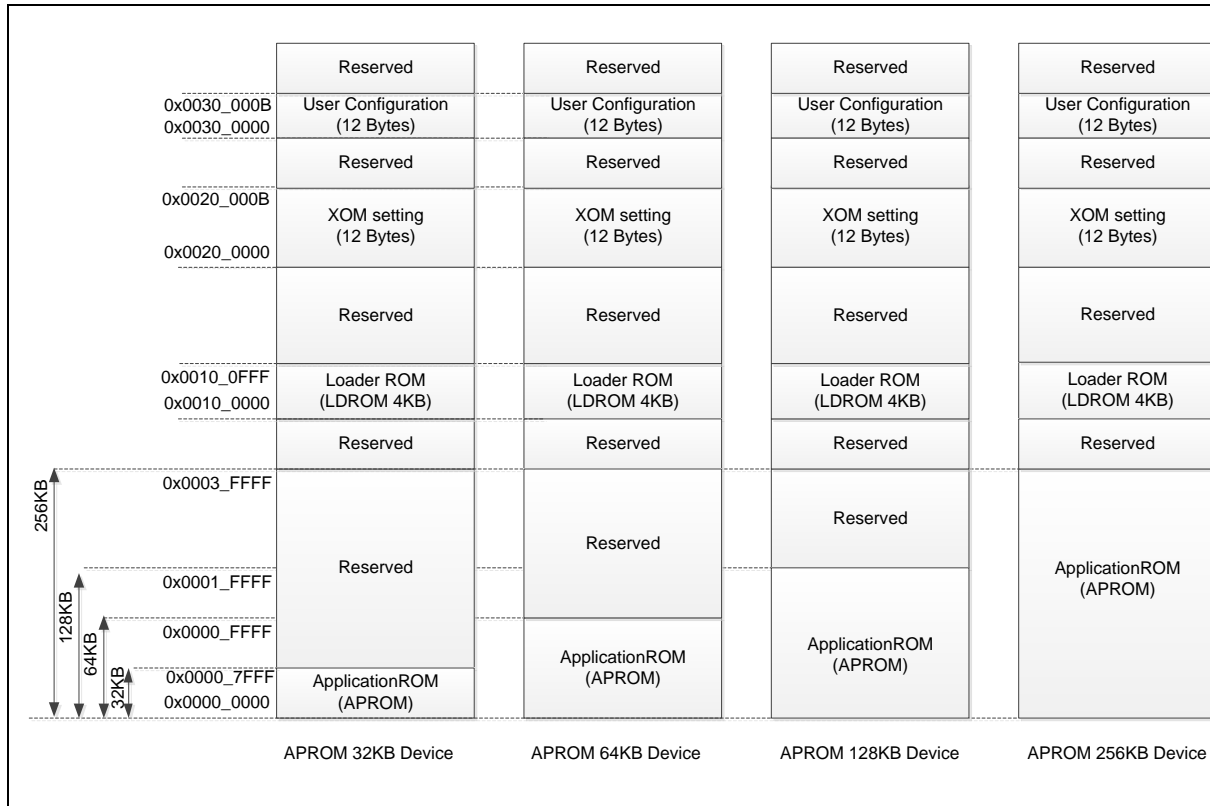 Reserved Reserved Reserved Reserved
0x0030_000B
0x0030_0000
User Configuration User Configuration User Configuration User Configuration
(12 Bytes) (12 Bytes) (12 Bytes) (12 Bytes)
Reserved Reserved Reserved Reserved
0x0020_000B
XOM setting XOM setting XOM setting XOM setting
(12 Bytes) (12 Bytes) (12 Bytes) (12 Bytes)
0x0020_0000
Reserved Reserved Reserved Reserved
0x0010_0FFF
0x0010_0000
Loader ROM Loader ROM Loader ROM Loader ROM
(LDROM 4KB) (LDROM 4KB) (LDROM 4KB) (LDROM 4KB)
Reserved Reserved Reserved Reserved
0x0003_FFFF
256KB
Reserved
Reserved
Reserved
ApplicationROM
(APROM)
0x0001_FFFF
128KB
0x0000_FFFF
64KB
ApplicationROM
(APROM)
ApplicationROM
(APROM)
0x0000_7FFF
0x0000_0000
32KB
ApplicationROM
(APROM)
APROM 32KB Device APROM 64KB Device APROM 128KB Device APROM 256KB Device